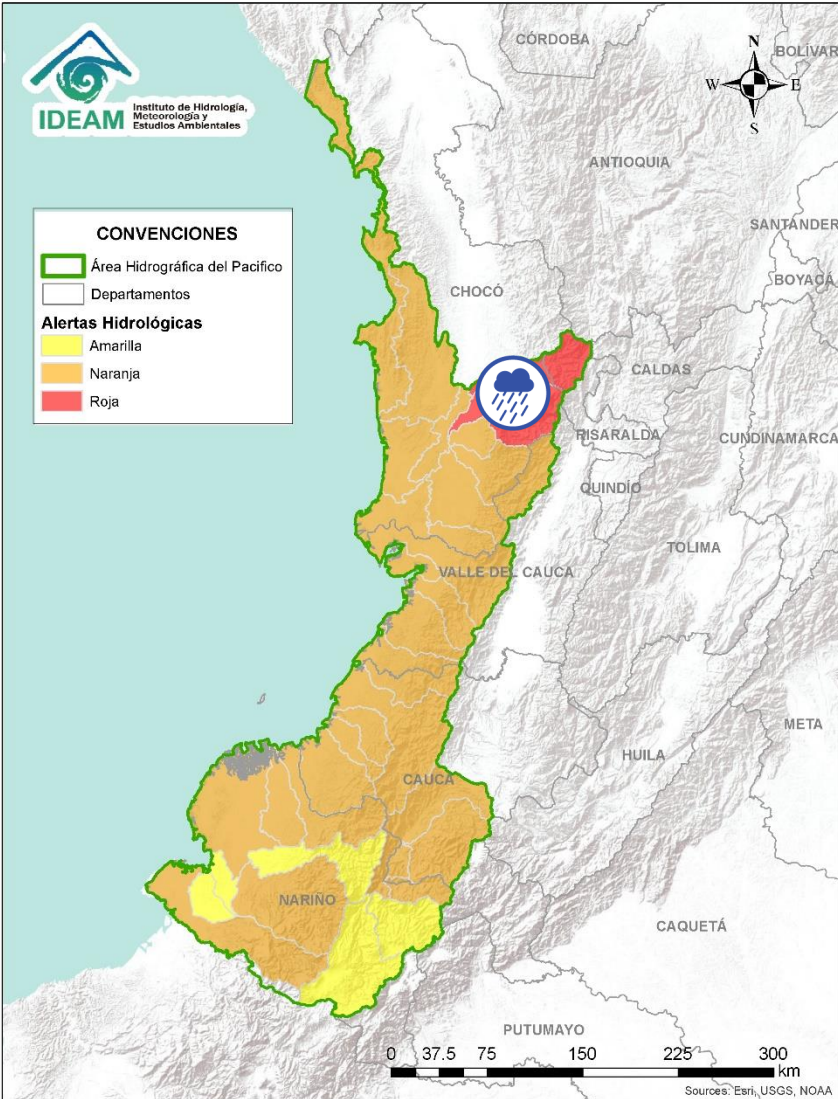 IDEAM
Instituto de Hidrología,
Meteorología y
Estudios Ambientales
N
W
E
S
CÓRDOBA
BOLÍVAR
ANTIOQUIA
SANTANDER
BOYACÁ
CONVENCIONES
Área Hidrográfica del Pacifico
Departamentos
Alertas Hidrológicas
Amarilla
Naranja
Roja
CHOCÓ
CALDAS
RISARALDA
CUNDINAMARCA
QUINDÍO
TOLIMA
VALLE DEL CAUCA
META
HUILA
CAUCA
NARIÑO
CAQUETÁ
PUTUMAYO
0 37.5 75 150 225 300
km
Sources: Esri, USGS, NOAA